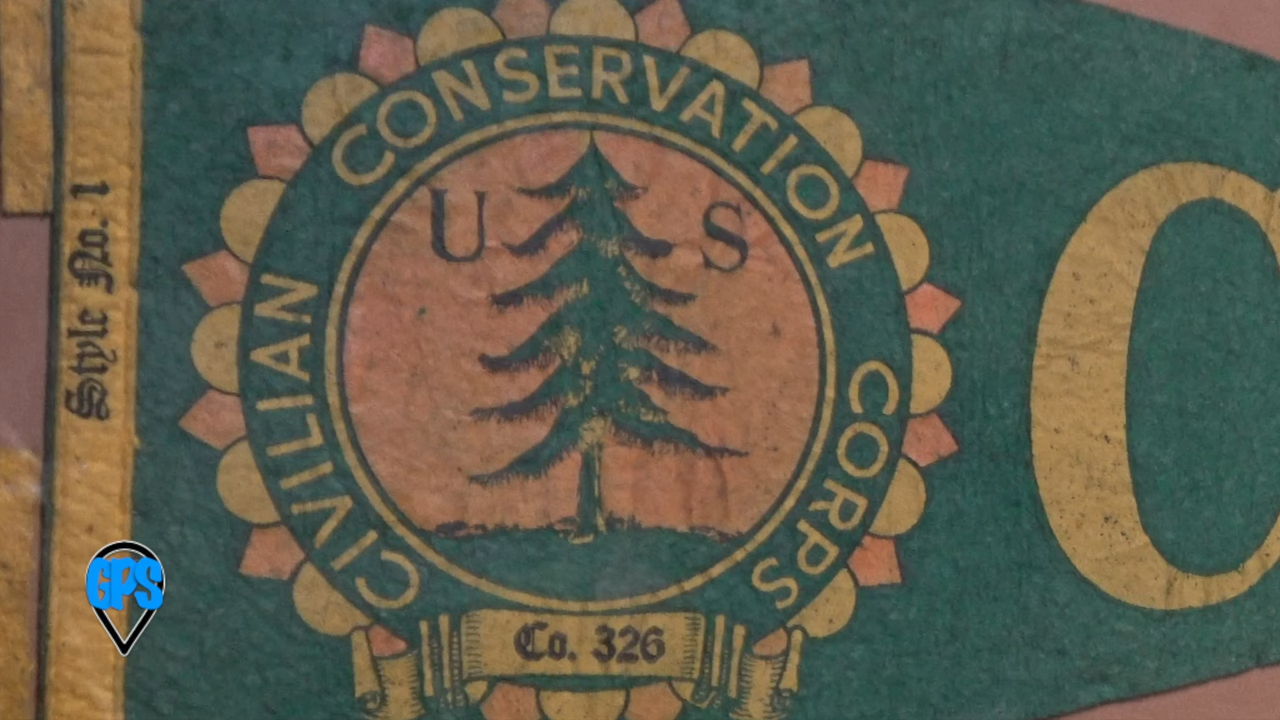 Style No. 1
CIVILIAN CONSERVATION CORPS
U S
Co. 326
C
GPS